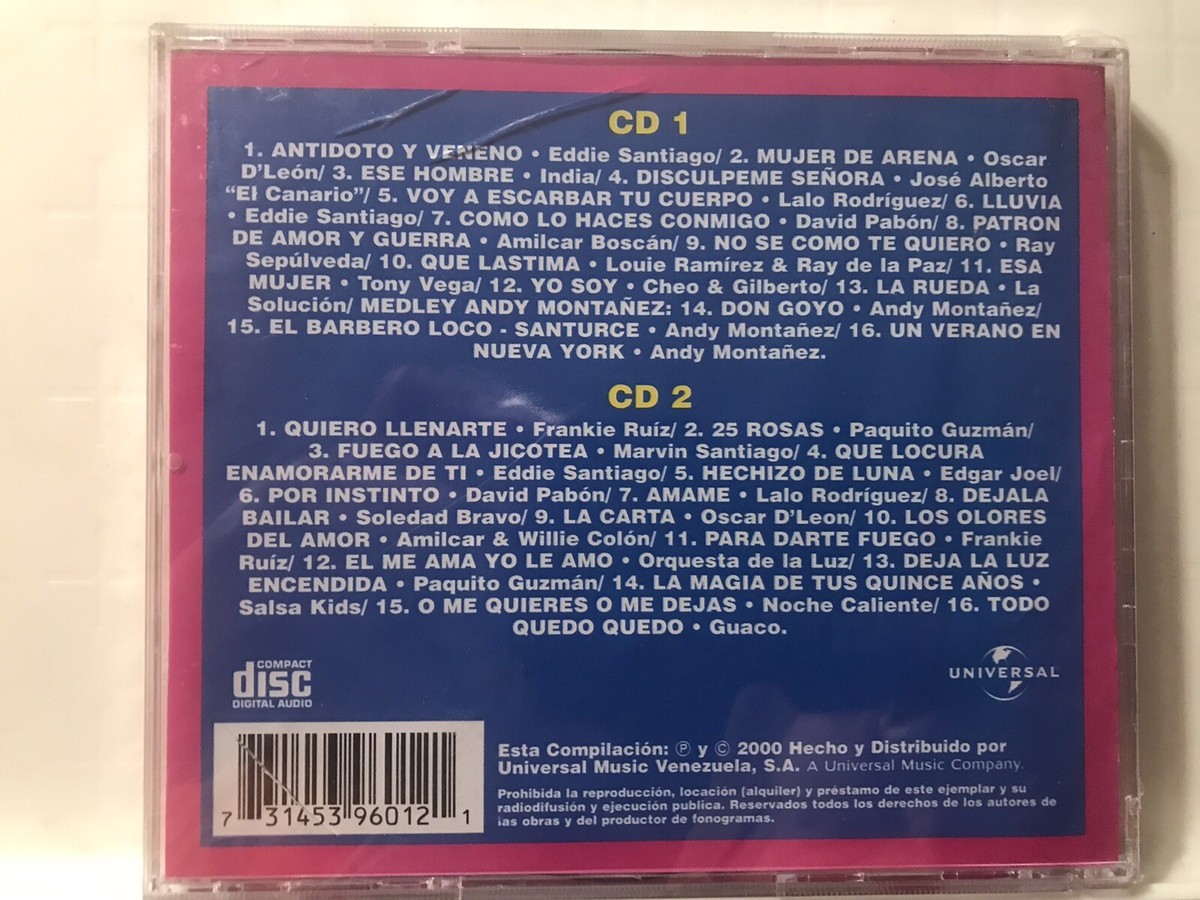 CD 1
1. ANTIDOTO Y VENENO • Eddie Santiago/ 2. MUJER DE ARENA • Oscar
D'León/ 3. ESE HOMBRE • India/ 4. DISCULPEME SEÑORA • José Alberto
"El Canario"/ 5. VOY A ESCARBAR TU CUERPO • Lalo Rodríguez/ 6. LLUVIA
• Eddie Santiago/ 7. COMO LO HACES CONMIGO • David Pabón/ 8. PATRON
DE AMOR Y GUERRA • Amilcar Boscán/ 9. NO SE COMO TE QUIERO • Ray
Sepúlveda/ 10. QUE LASTIMA • Louie Ramírez & Ray de la Paz/ 11. ESA
MUJER • Tony Vega/ 12. YO SOY • Cheo & Gilberto/ 13. LA RUEDA • La
Solución/ MEDLEY ANDY MONTAÑEZ: 14. DON GOYO • Andy Montañez/
15. EL BARBERO LOCO - SANTURCE • Andy Montañez/ 16. UN VERANO EN
NUEVA YORK • Andy Montañez.
CD 2
1. QUIERO LLENARTE • Frankie Ruíz/ 2. 25 ROSAS • Paquito Guzmán/
3. FUEGO A LA JICOTEA • Marvin Santiago/ 4. QUE LOCURA
ENAMORARME DE TI • Eddie Santiago/ 5. HECHIZO DE LUNA • Edgar Joel/
6. POR INSTINTO • David Pabón/ 7. AMAME • Lalo Rodríguez/ 8. DEJALA
BAILAR • Soledad Bravo/ 9. LA CARTA • Oscar D'Leon/ 10. LOS OLORES
DEL AMOR • Amilcar & Willie Colón/ 11. PARA DARTE FUEGO • Frankie
Ruíz/ 12. EL ME AMA YO LE AMO • Orquesta de la Luz/ 13. DEJA LA LUZ
ENCENDIDA • Paquito Guzmán/ 14. LA MAGIA DE TUS QUINCE AÑOS •
Salsa Kids/ 15. O ME QUIERES O ME DEJAS • Noche Caliente/ 16. TODO
QUEDO QUEDO • Guaco.
COMPACT
disc
DIGITAL AUDIO
UNIVERSAL
7 31453 96012 1
Esta Compilación: ℗ y © 2000 Hecho y Distribuido por
Universal Music Venezuela, S.A. A Universal Music Company.
Prohibida la reproducción, locación (alquiler) y préstamo de este ejemplar y su
radiodifusión y ejecución publica. Reservados todos los derechos de los autores de
las obras y del productor de fonogramas.